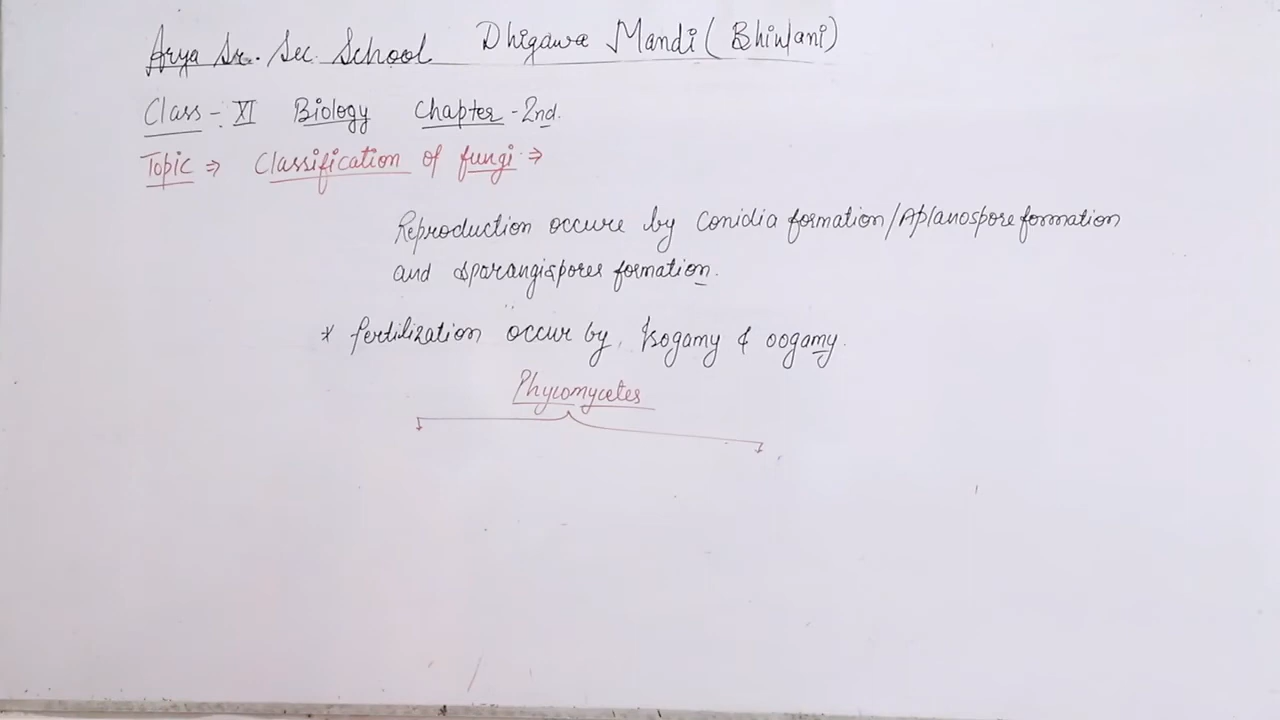 Arya Sr. Sec. School Dhigawa Mandi (Bhiwani)
Class - XI Biology Chapter - 2nd.
Topic ⇒ Classification of fungi ⇒
Reproduction occure by Conidia formation/Aplanospore formation
and sparangispores formation.
* fertilization occur by, Isogamy & oogamy.
Phycomycetes